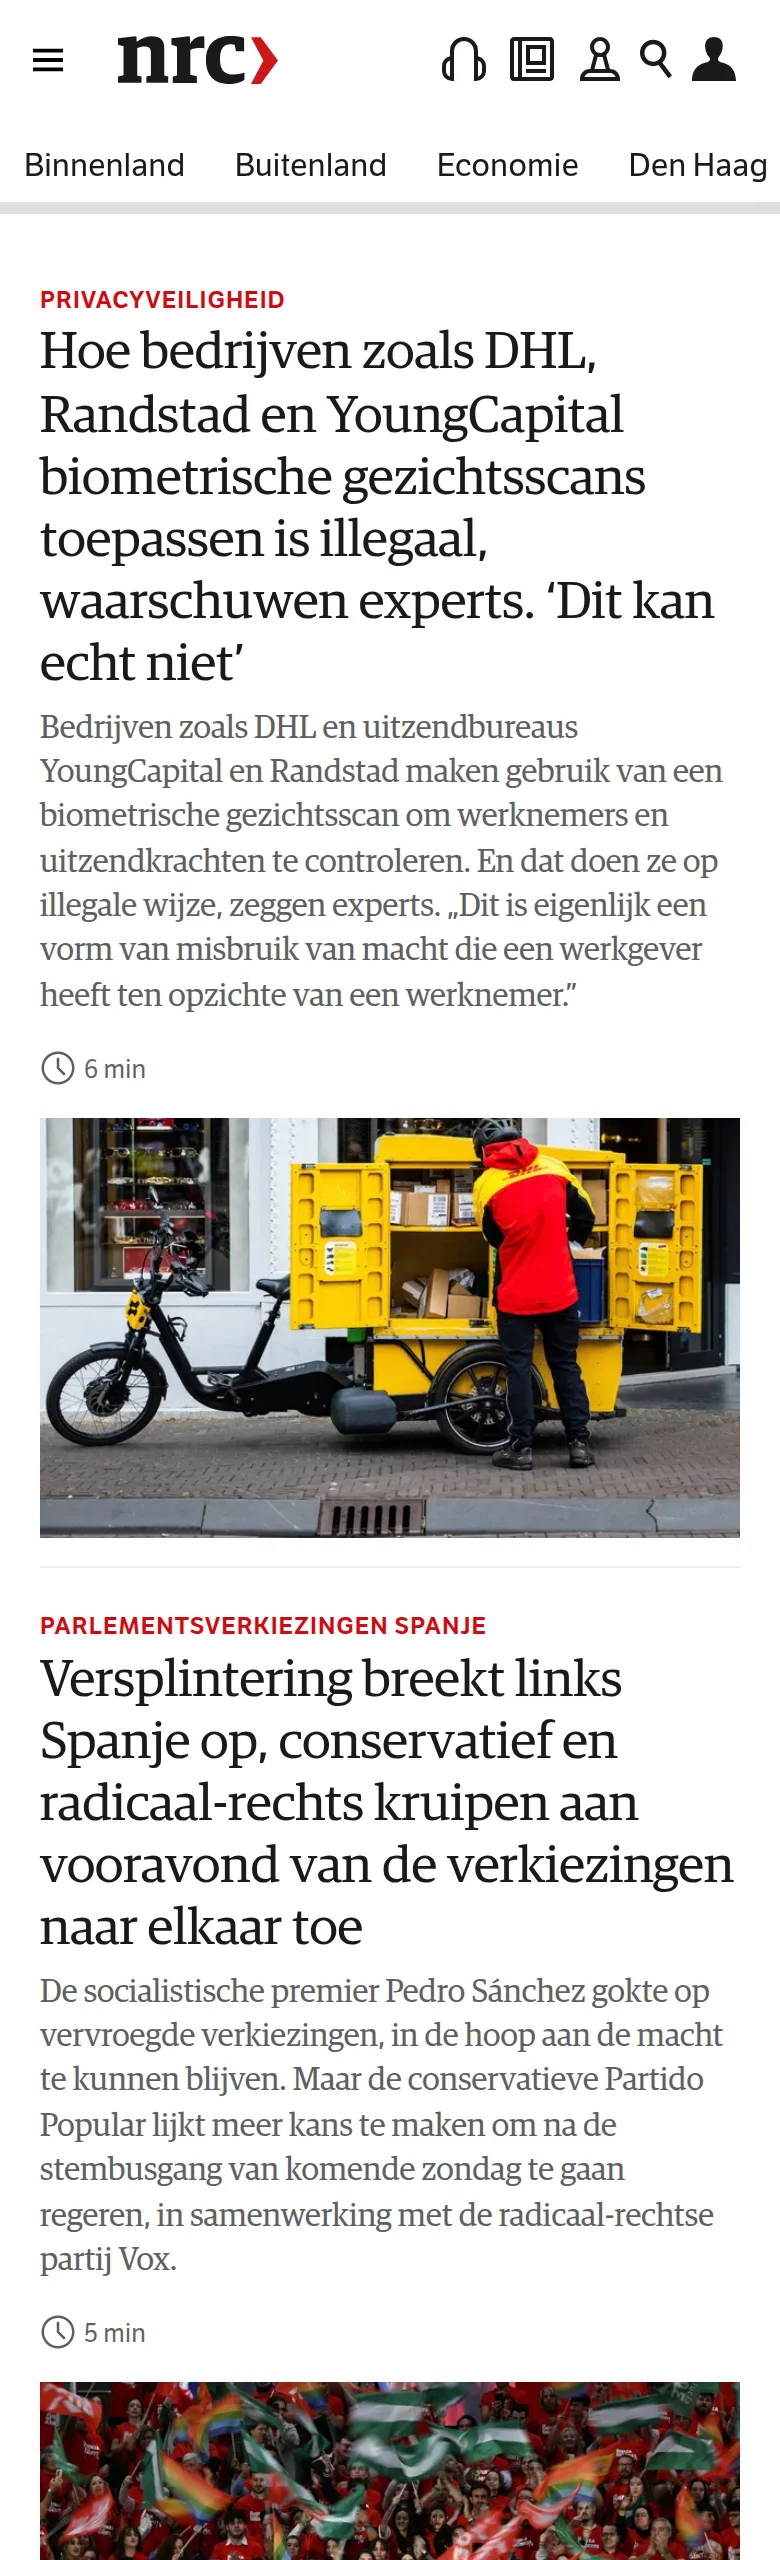 nrc
Binnenland Buitenland Economie Den Haag
PRIVACYVEILIGHEID
Hoe bedrijven zoals DHL,
Randstad en YoungCapital
biometrische gezichtsscans
toepassen is illegaal,
waarschuwen experts. ‘Dit kan
echt niet’
Bedrijven zoals DHL en uitzendbureaus
YoungCapital en Randstad maken gebruik van een
biometrische gezichtsscan om werknemers en
uitzendkrachten te controleren. En dat doen ze op
illegale wijze, zeggen experts. „Dit is eigenlijk een
vorm van misbruik van macht die een werkgever
heeft ten opzichte van een werknemer.”
6 min
DHL
PARLEMENTSVERKIEZINGEN SPANJE
Versplintering breekt links
Spanje op, conservatief en
radicaal-rechts kruipen aan
vooravond van de verkiezingen
naar elkaar toe
De socialistische premier Pedro Sánchez gokte op
vervroegde verkiezingen, in de hoop aan de macht
te kunnen blijven. Maar de conservatieve Partido
Popular lijkt meer kans te maken om na de
stembusgang van komende zondag te gaan
regeren, in samenwerking met de radicaal-rechtse
partij Vox.
5 min